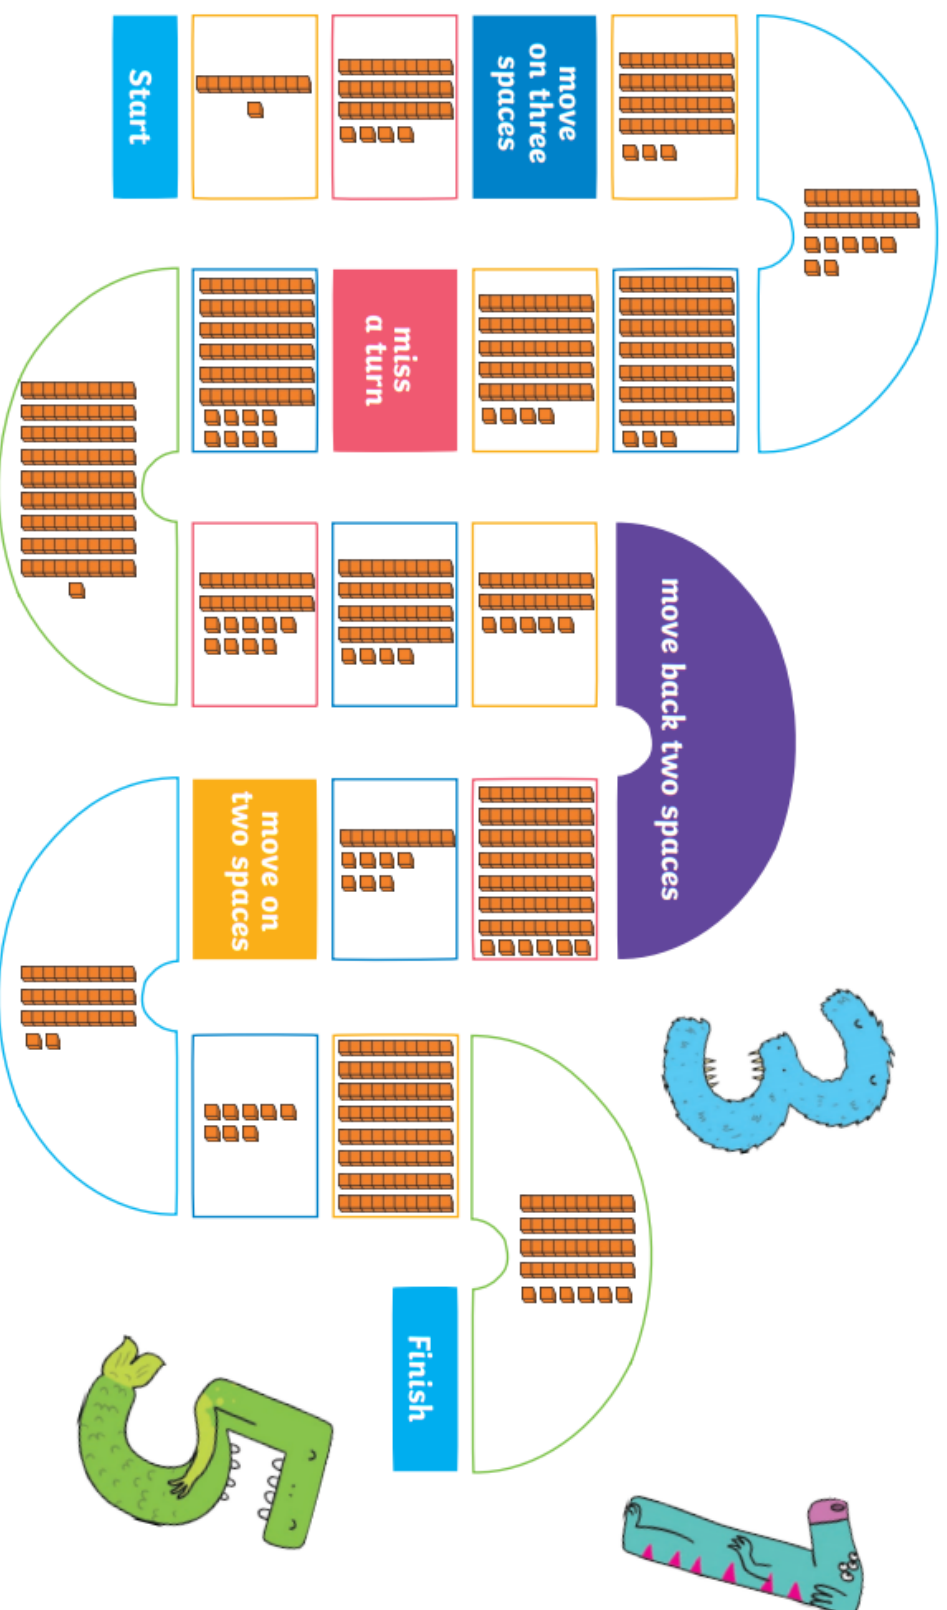 Start
move
on three
spaces
miss
a turn
move back two spaces
move on
two spaces
Finish